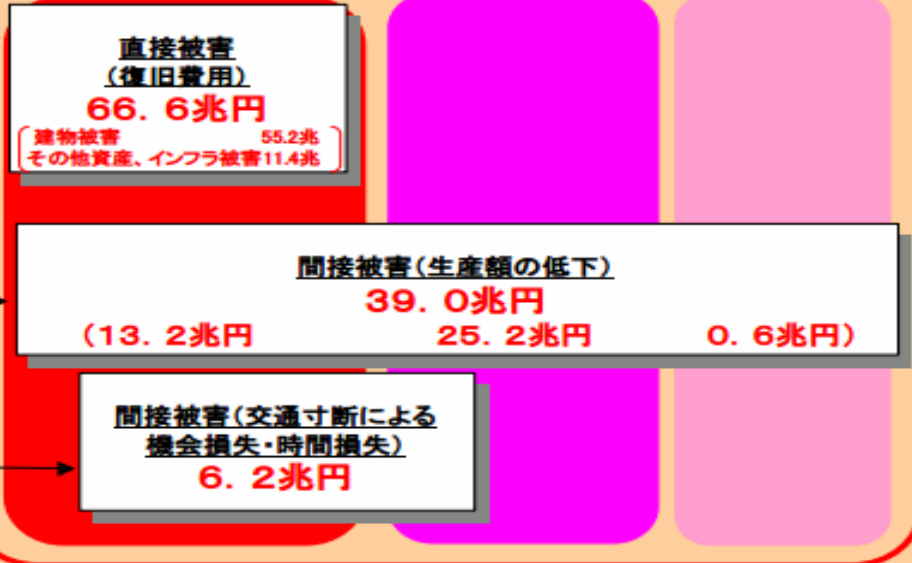 直接被害
(復旧費用)
66.6兆円
建物被害 55.2兆
その他資産、インフラ被害11.4兆
間接被害(生産額の低下)
39.0兆円
(13.2兆円 25.2兆円 0.6兆円)
間接被害(交通寸断による
機会損失・時間損失)
6.2兆円